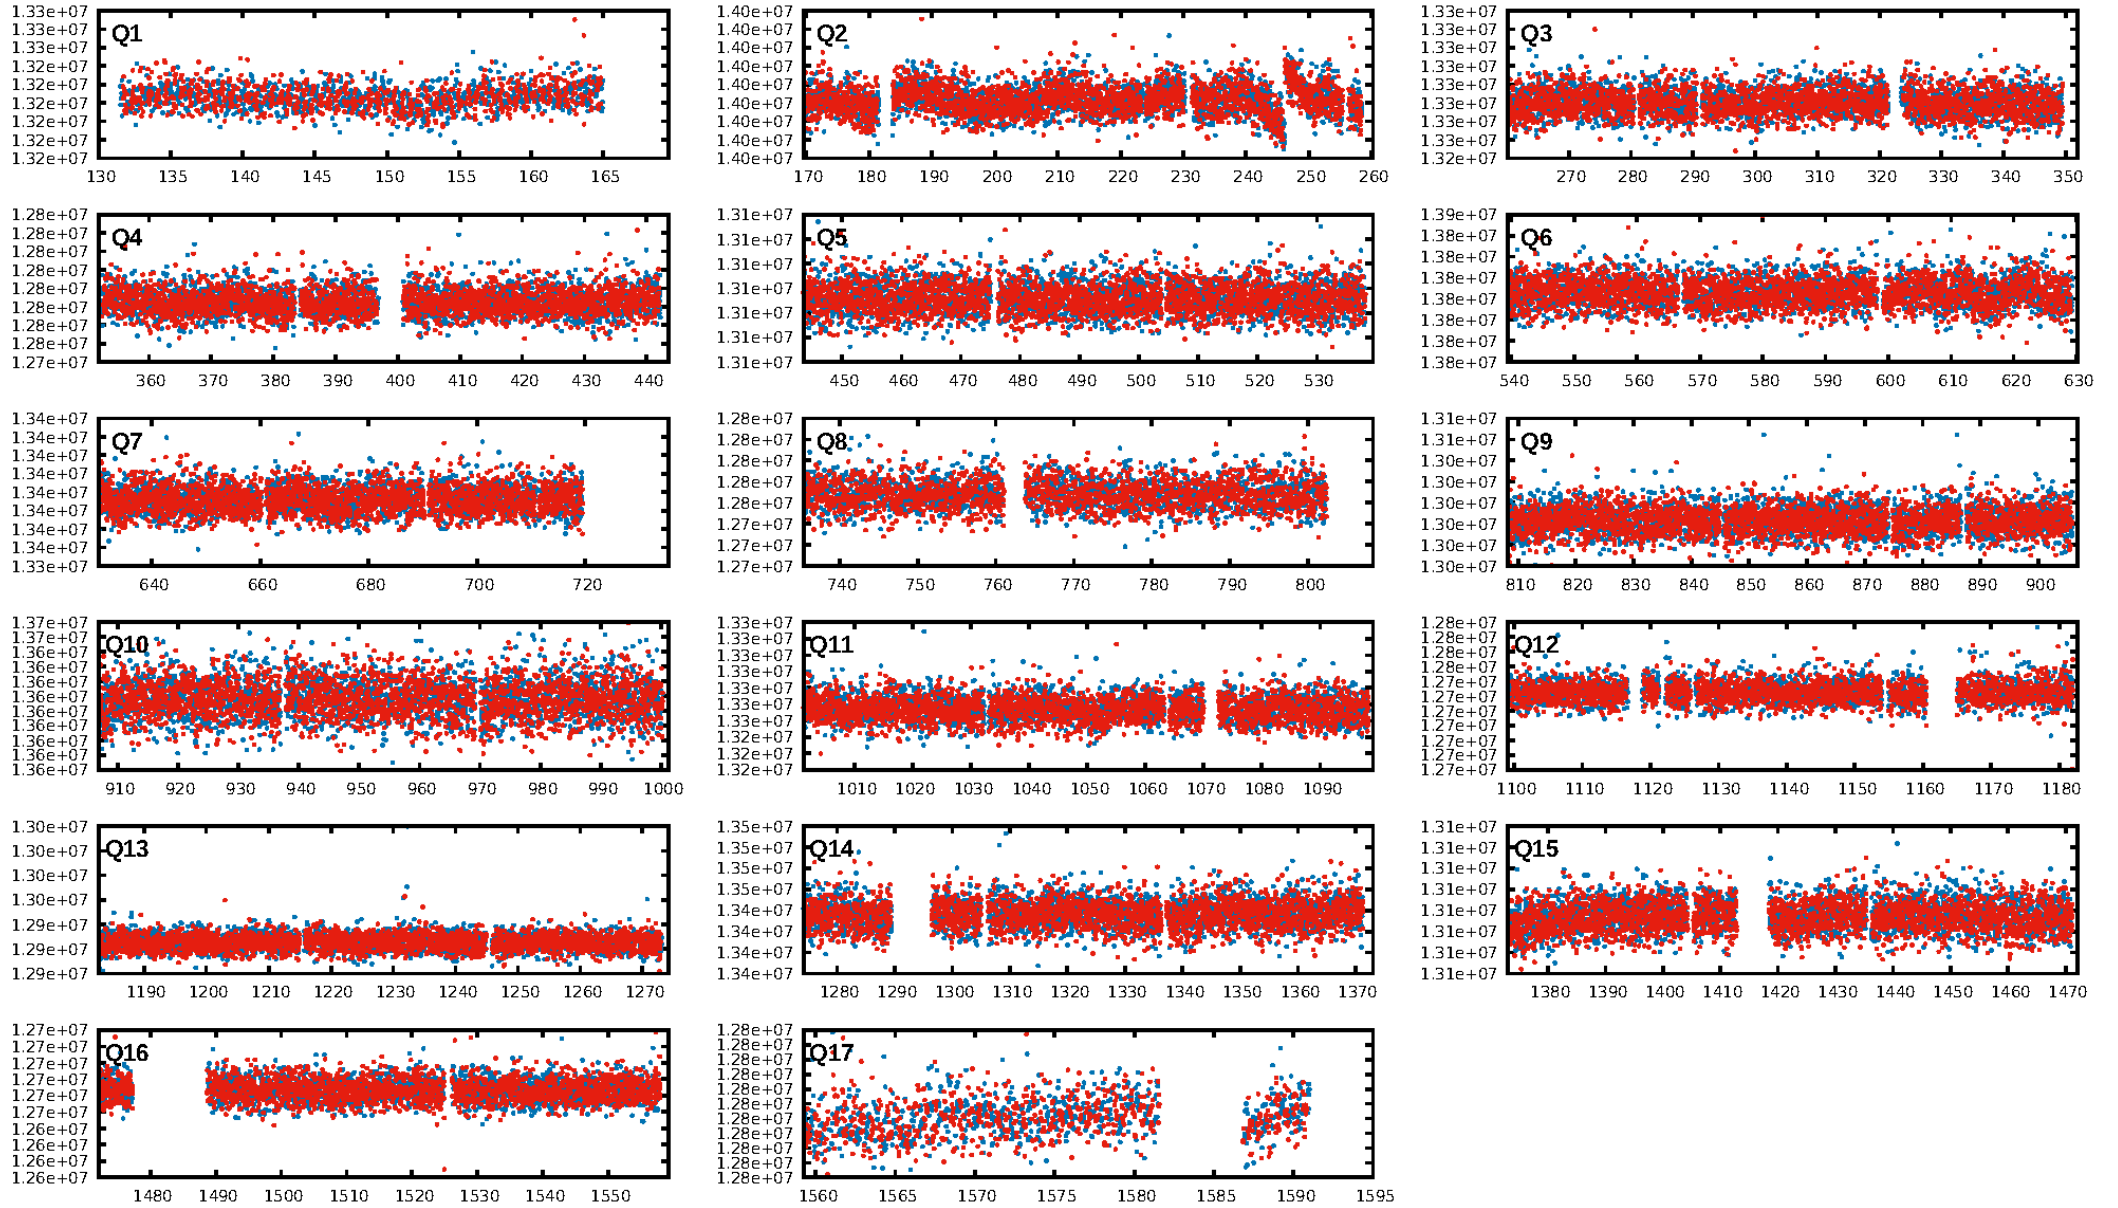 1.33e+07
1.33e+07
1.33e+07
1.32e+07
1.32e+07
1.32e+07
1.32e+07
1.32e+07
1.32e+07
Q1
130 135 140 145 150 155 160 165
1.40e+07
1.40e+07
1.40e+07
1.40e+07
1.40e+07
1.40e+07
1.40e+07
1.40e+07
1.40e+07
Q2
170 180 190 200 210 220 230 240 250 260
1.33e+07
1.33e+07
1.33e+07
1.33e+07
1.33e+07
1.33e+07
1.33e+07
1.33e+07
1.32e+07
Q3
270 280 290 300 310 320 330 340 350
1.28e+07
1.28e+07
1.28e+07
1.28e+07
1.28e+07
1.28e+07
1.28e+07
1.28e+07
1.27e+07
Q4
360 370 380 390 400 410 420 430 440
1.31e+07
1.31e+07
1.31e+07
1.31e+07
1.31e+07
1.31e+07
1.31e+07
Q5
450 460 470 480 490 500 510 520 530
1.39e+07
1.38e+07
1.38e+07
1.38e+07
1.38e+07
1.38e+07
1.38e+07
1.38e+07
Q6
540 550 560 570 580 590 600 610 620 630
1.34e+07
1.34e+07
1.34e+07
1.34e+07
1.34e+07
1.34e+07
1.34e+07
1.34e+07
1.33e+07
Q7
640 660 680 700 720
1.28e+07
1.28e+07
1.28e+07
1.28e+07
1.28e+07
1.27e+07
1.27e+07
1.27e+07
Q8
740 750 760 770 780 790 800
1.31e+07
1.31e+07
1.30e+07
1.30e+07
1.30e+07
1.30e+07
1.30e+07
1.30e+07
Q9
810 820 830 840 850 860 870 880 890 900
1.37e+07
1.37e+07
1.36e+07
1.36e+07
1.36e+07
1.36e+07
1.36e+07
1.36e+07
1.36e+07
1.36e+07
1.36e+07
Q10
910 920 930 940 950 960 970 980 990 1000
1.33e+07
1.33e+07
1.33e+07
1.33e+07
1.33e+07
1.33e+07
1.33e+07
1.32e+07
1.32e+07
1.32e+07
Q11
1010 1020 1030 1040 1050 1060 1070 1080 1090
1.28e+07
1.28e+07
1.28e+07
1.28e+07
1.27e+07
1.27e+07
1.27e+07
1.27e+07
1.27e+07
1.27e+07
1.27e+07
Q12
1100 1110 1120 1130 1140 1150 1160 1170 1180
1.30e+07
1.30e+07
1.30e+07
1.30e+07
1.29e+07
1.29e+07
1.29e+07
Q13
1190 1200 1210 1220 1230 1240 1250 1260 1270
1.35e+07
1.35e+07
1.35e+07
1.35e+07
1.34e+07
1.34e+07
1.34e+07
1.34e+07
Q14
1280 1290 1300 1310 1320 1330 1340 1350 1360 1370
1.31e+07
1.31e+07
1.31e+07
1.31e+07
1.31e+07
1.31e+07
1.31e+07
1.31e+07
Q15
1380 1390 1400 1410 1420 1430 1440 1450 1460 1470
1.27e+07
1.27e+07
1.27e+07
1.27e+07
1.27e+07
1.27e+07
1.26e+07
1.26e+07
1.26e+07
1.26e+07
Q16
1480 1490 1500 1510 1520 1530 1540 1550
1.28e+07
1.28e+07
1.28e+07
1.28e+07
1.28e+07
1.28e+07
1.28e+07
1.28e+07
1.28e+07
1.28e+07
1.28e+07
Q17
1560 1565 1570 1575 1580 1585 1590 1595